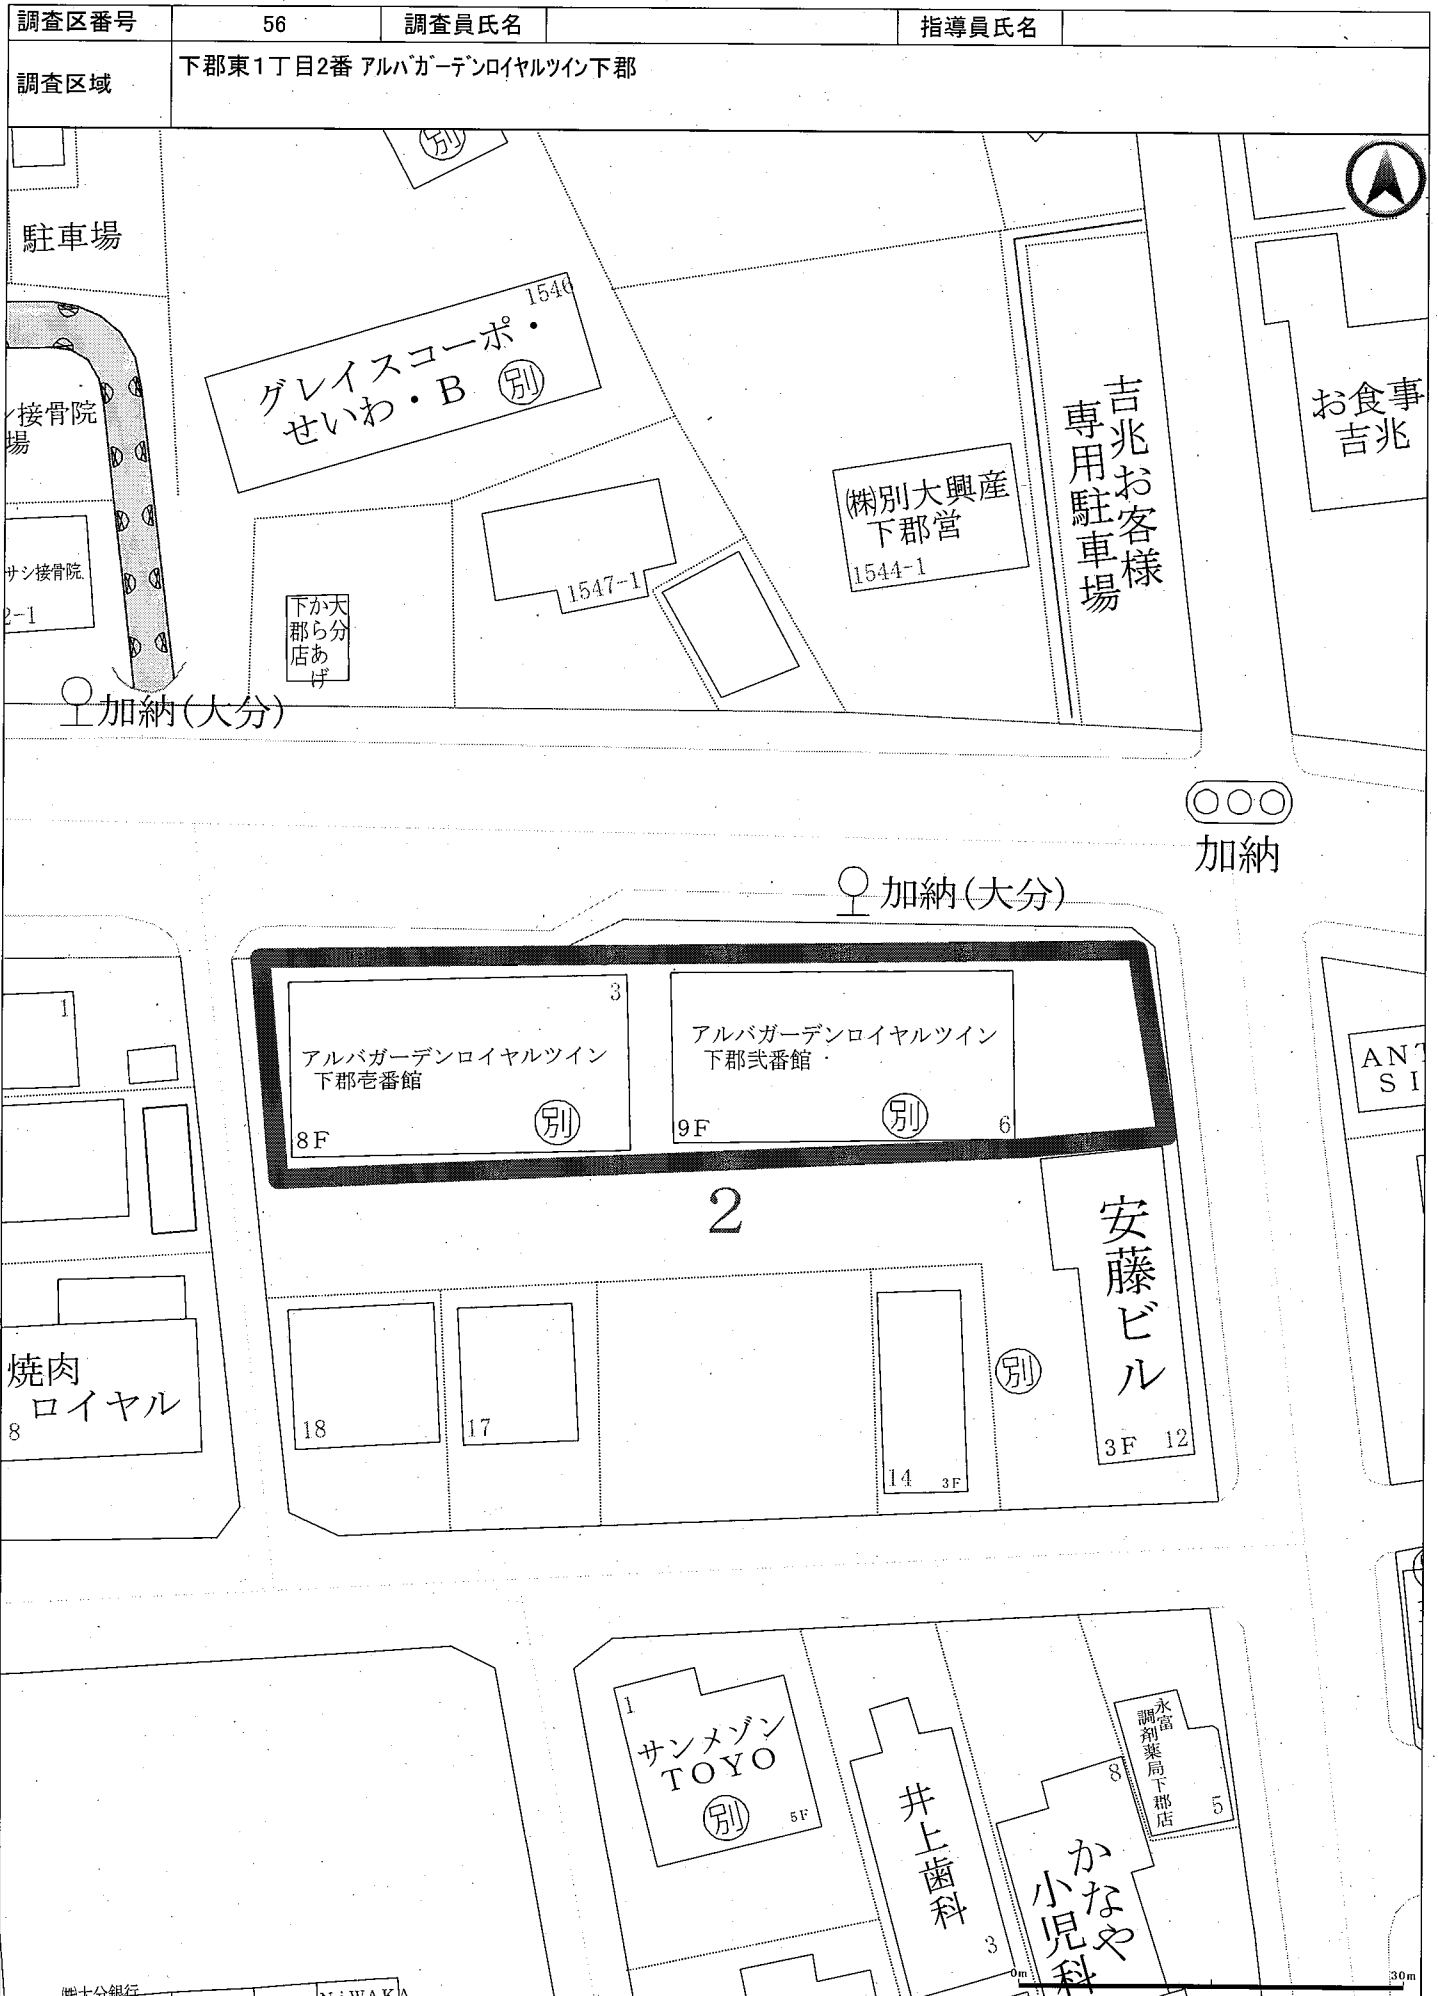 調査区番号 56 調査員氏名 指導員氏名
調査区域 下郡東1丁目2番 アルバガーデンロイヤルツイン下郡
別
駐車場
1546
グレイスコーポ・
せいわ・B 別
接骨院
場
サシ接骨院
2-1
大分
からあげ
下郡店
1547-1
㈱別大興産
下郡営
1544-1
吉兆お客様
専用駐車場
お食事
吉兆
加納(大分)
加納
加納(大分)
1
3
アルバガーデンロイヤルツイン
下郡壱番館
8F 別
アルバガーデンロイヤルツイン
下郡弐番館
9F 別 6
ANT
SI
2
安藤ビル
3F 12
別
焼肉
ロイヤル
8
18
17
14 3F
1
サンメゾン
TOYO
別 5F
井上歯科
3
8
かなや
小児科
永富
調剤薬局下郡店
5
㈱大分銀行
NiWAKA
0m 30m